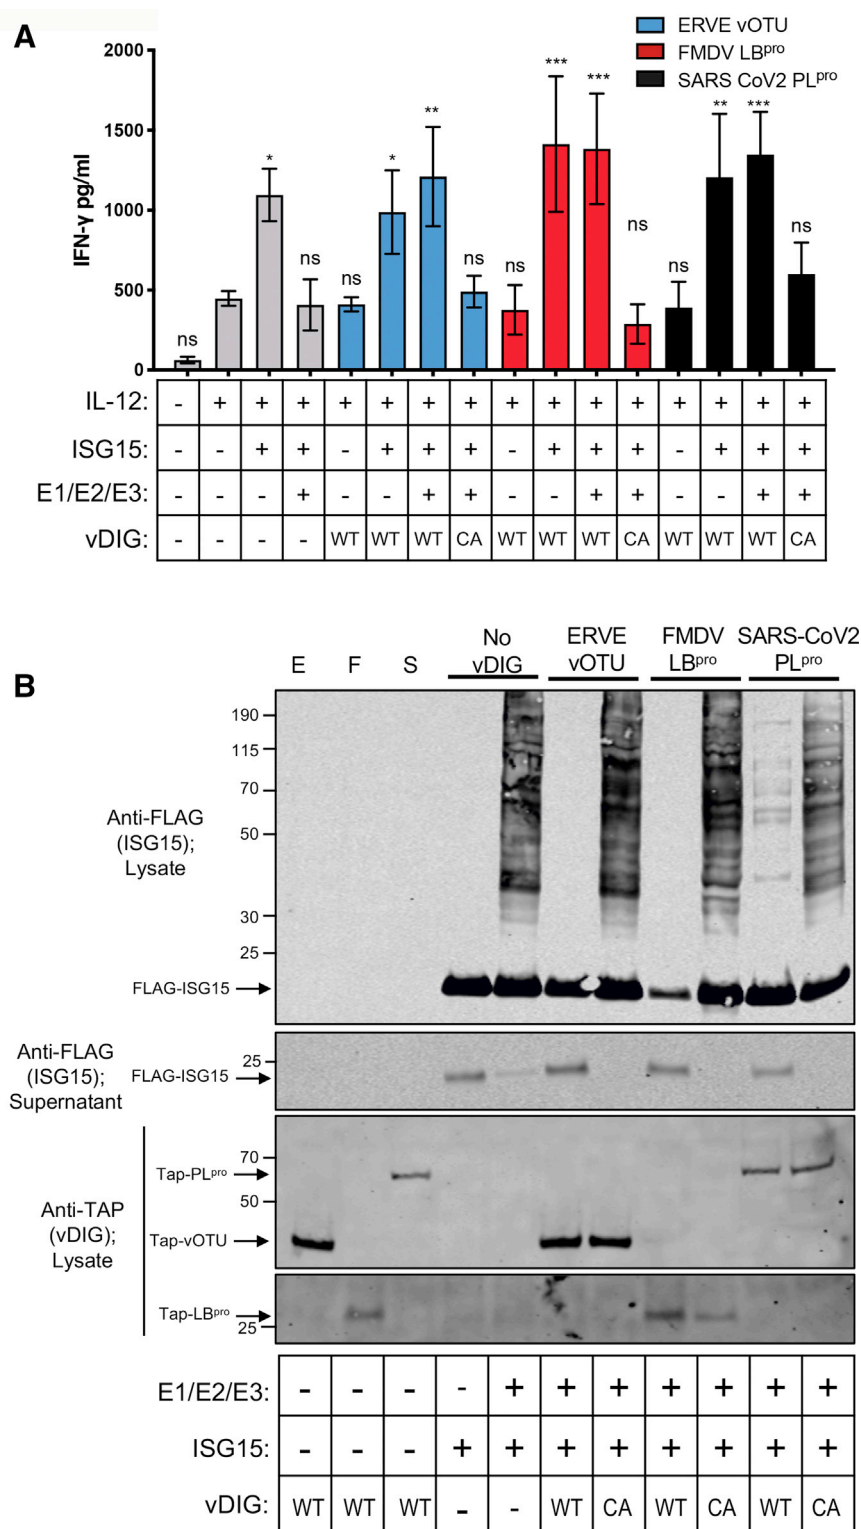 A
ERVE vOTU
FMDV LBpro
SARS CoV2 PLpro
IFN-γ pg/ml
2000
1500
1000
500
0
ns
*
ns
ns
*
**
ns
ns
***
***
ns
ns
**
***
ns
IL-12: - + + + + + + + + + + + + + + +
ISG15: - - + + - + + + - + + + - + + +
E1/E2/E3: - - - + - - + + - - + + - - + +
vDIG: - - - - WT WT WT CA WT WT WT CA WT WT WT CA
B
E F S
No vDIG
ERVE vOTU
FMDV LBpro
SARS-CoV2 PLpro
Anti-FLAG
(ISG15);
Lysate
190
115
70
50
30
25
FLAG-ISG15
Anti-FLAG
(ISG15);
Supernatant
25
FLAG-ISG15
Anti-TAP
(vDIG);
Lysate
70
Tap-PLpro
50
Tap-vOTU
Tap-LBpro
25
E1/E2/E3: - - - - + + + + + + +
ISG15: - - - + + + + + + + +
vDIG: WT WT WT - - WT CA WT CA WT CA